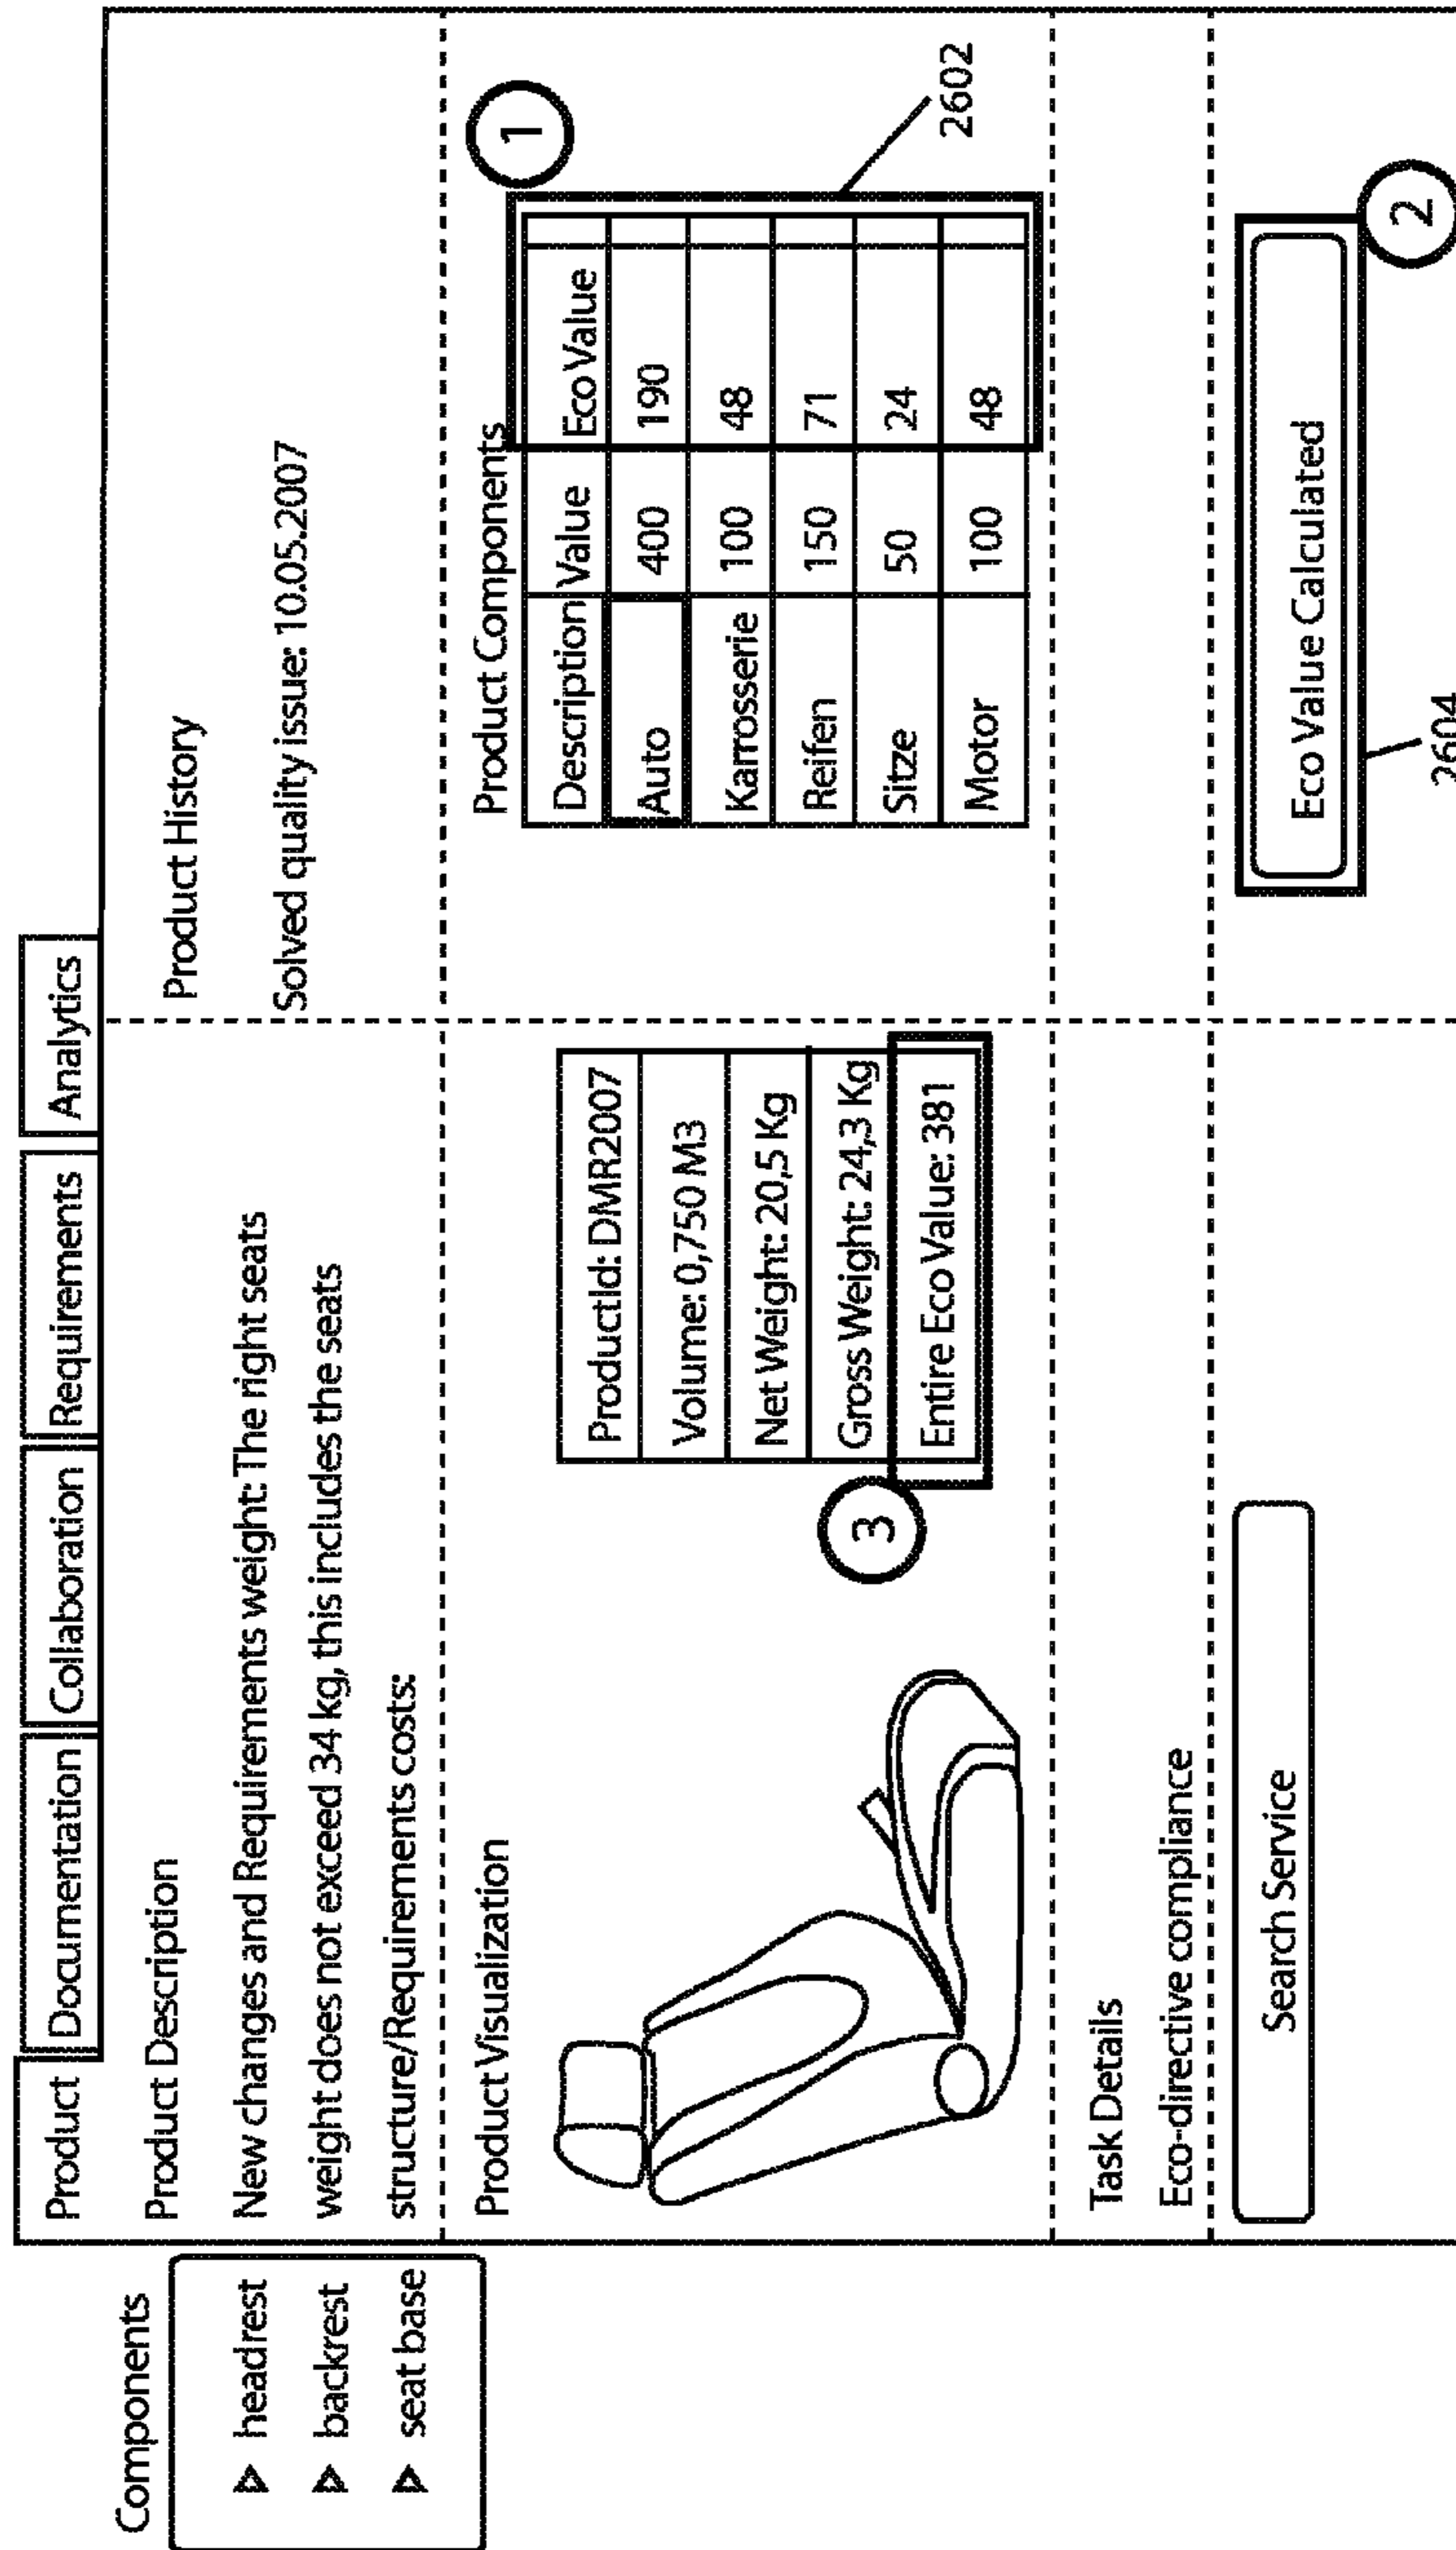 Components
headrest
backrest
seat base
Product Documentation Collaboration Requirements Analytics
Product Description
New changes and Requirements weight: The right seats
weight does not exceed 34 kg, this includes the seats
structure/Requirements costs:
Product History
Solved quality issue: 10.05.2007
Product Visualization
ProductId: DMR2007
Volume: 0,750 M3
Net Weight: 20,5 Kg
Gross Weight: 24,3 Kg
Entire Eco Value: 381
3
Product Components
1
Description Value Eco Value
Auto 400 190
Karrosserie 100 48
Reifen 150 71
Sitze 50 24
Motor 100 48
2602
Task Details
Eco-directive compliance
Search Service
Eco Value Calculated
2
2604